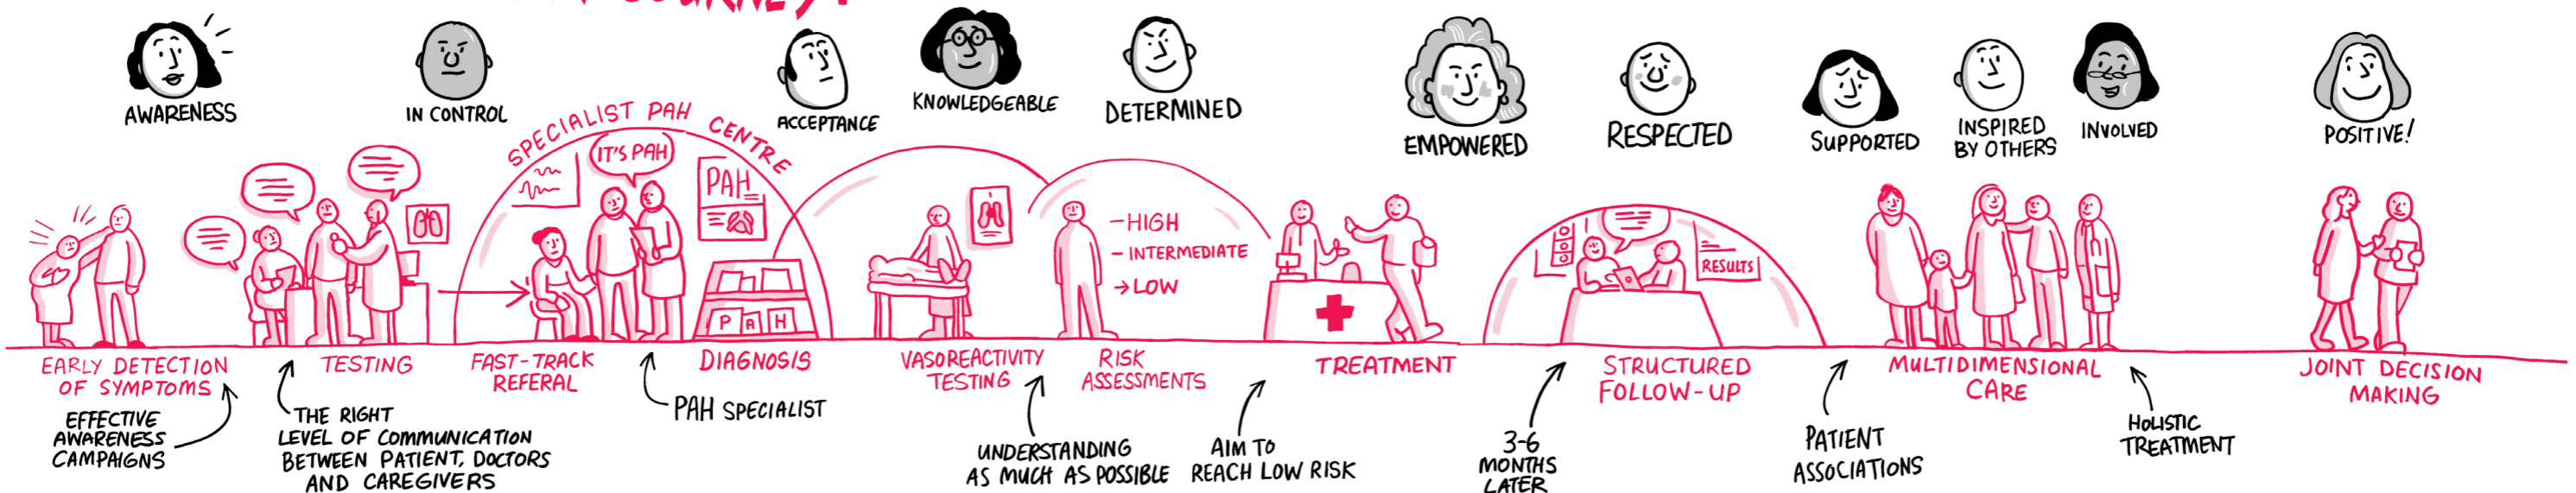 AWARENESS
IN CONTROL
ACCEPTANCE
KNOWLEDGEABLE
DETERMINED
EMPOWERED
RESPECTED
SUPPORTED
INSPIRED
BY OTHERS
INVOLVED
POSITIVE!
SPECIALIST PAH CENTRE
IT'S PAH
PAH
PAH
- HIGH
- INTERMEDIATE
→ LOW
RESULTS
EARLY DETECTION
OF SYMPTOMS
TESTING
FAST-TRACK
REFERAL
DIAGNOSIS
VASOREACTIVITY
TESTING
RISK
ASSESSMENTS
TREATMENT
STRUCTURED
FOLLOW-UP
MULTIDIMENSIONAL
CARE
JOINT DECISION
MAKING
EFFECTIVE
AWARENESS
CAMPAIGNS
THE RIGHT
LEVEL OF COMMUNICATION
BETWEEN PATIENT, DOCTORS
AND CAREGIVERS
PAH SPECIALIST
UNDERSTANDING
AS MUCH AS POSSIBLE
AIM TO
REACH LOW RISK
3-6
MONTHS
LATER
PATIENT
ASSOCIATIONS
HOLISTIC
TREATMENT